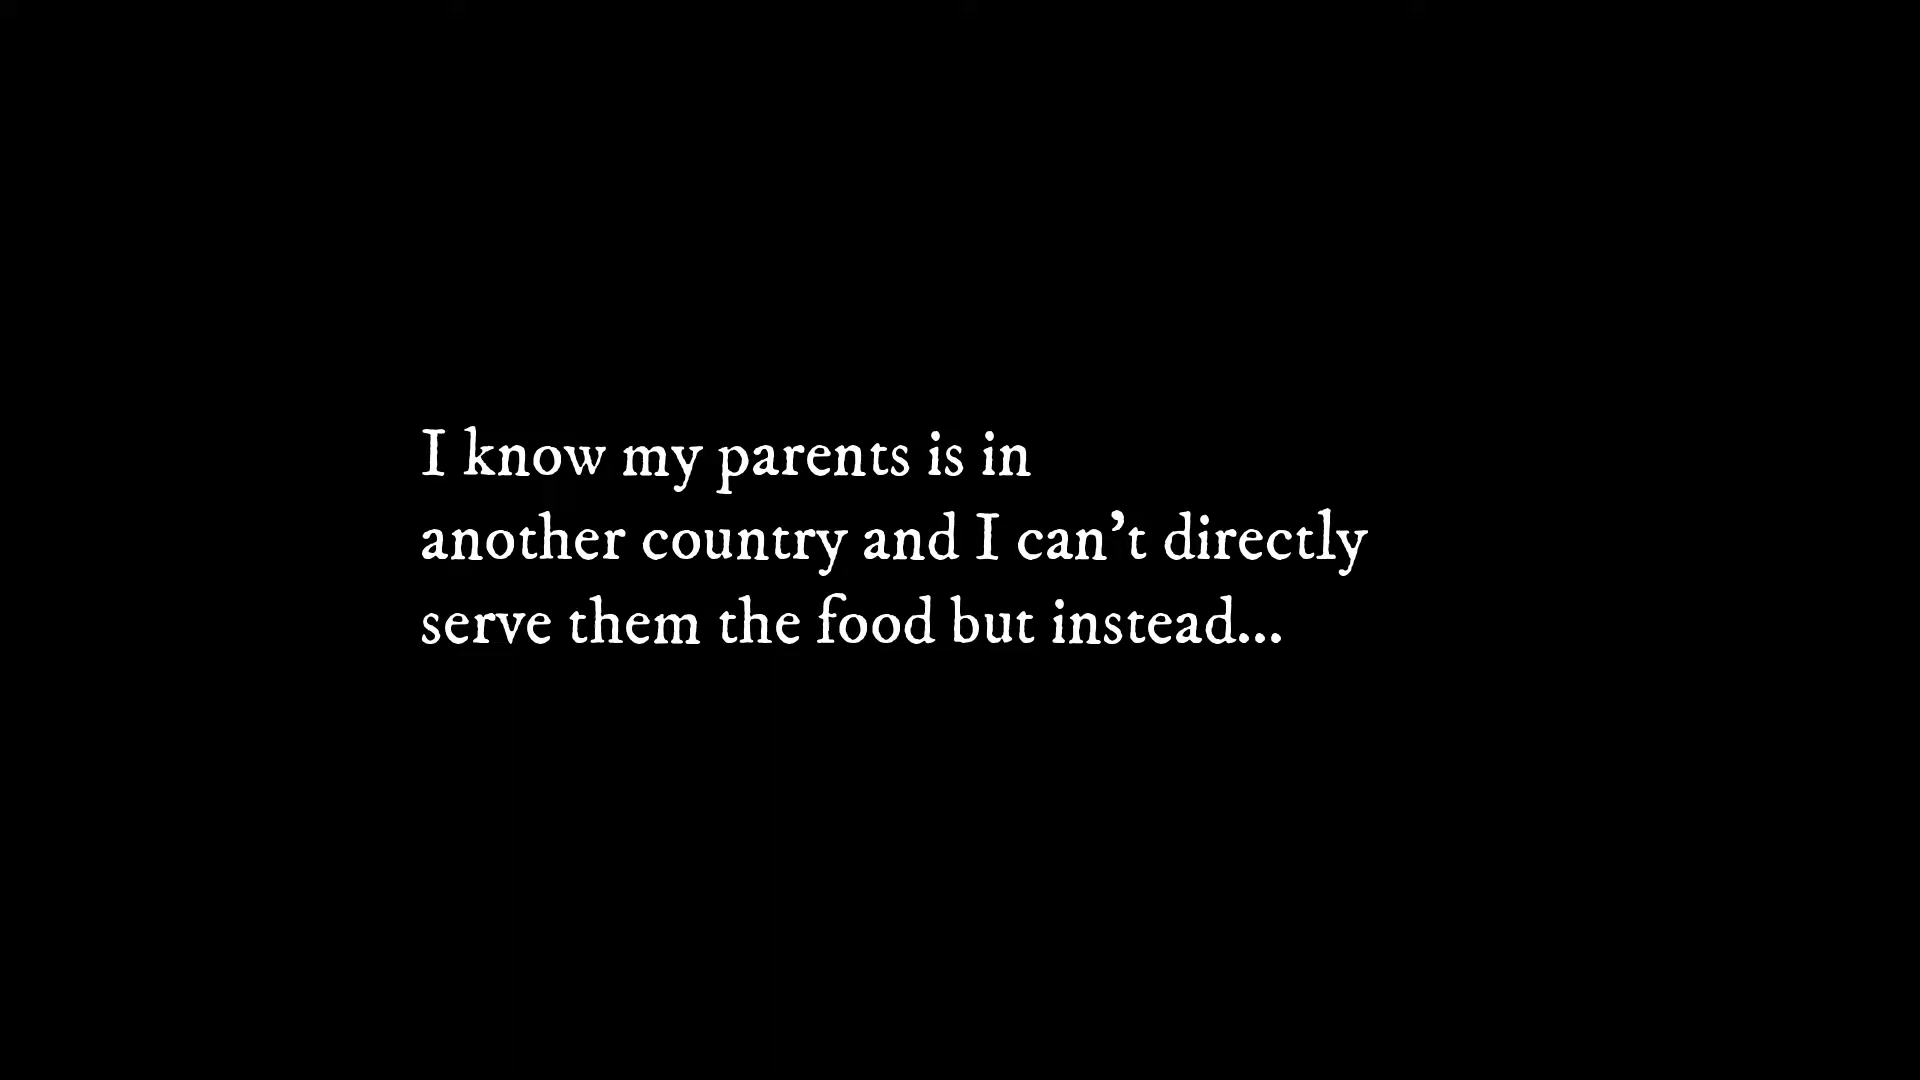 I know my parents is in
another country and I can’t directly
serve them the food but instead...